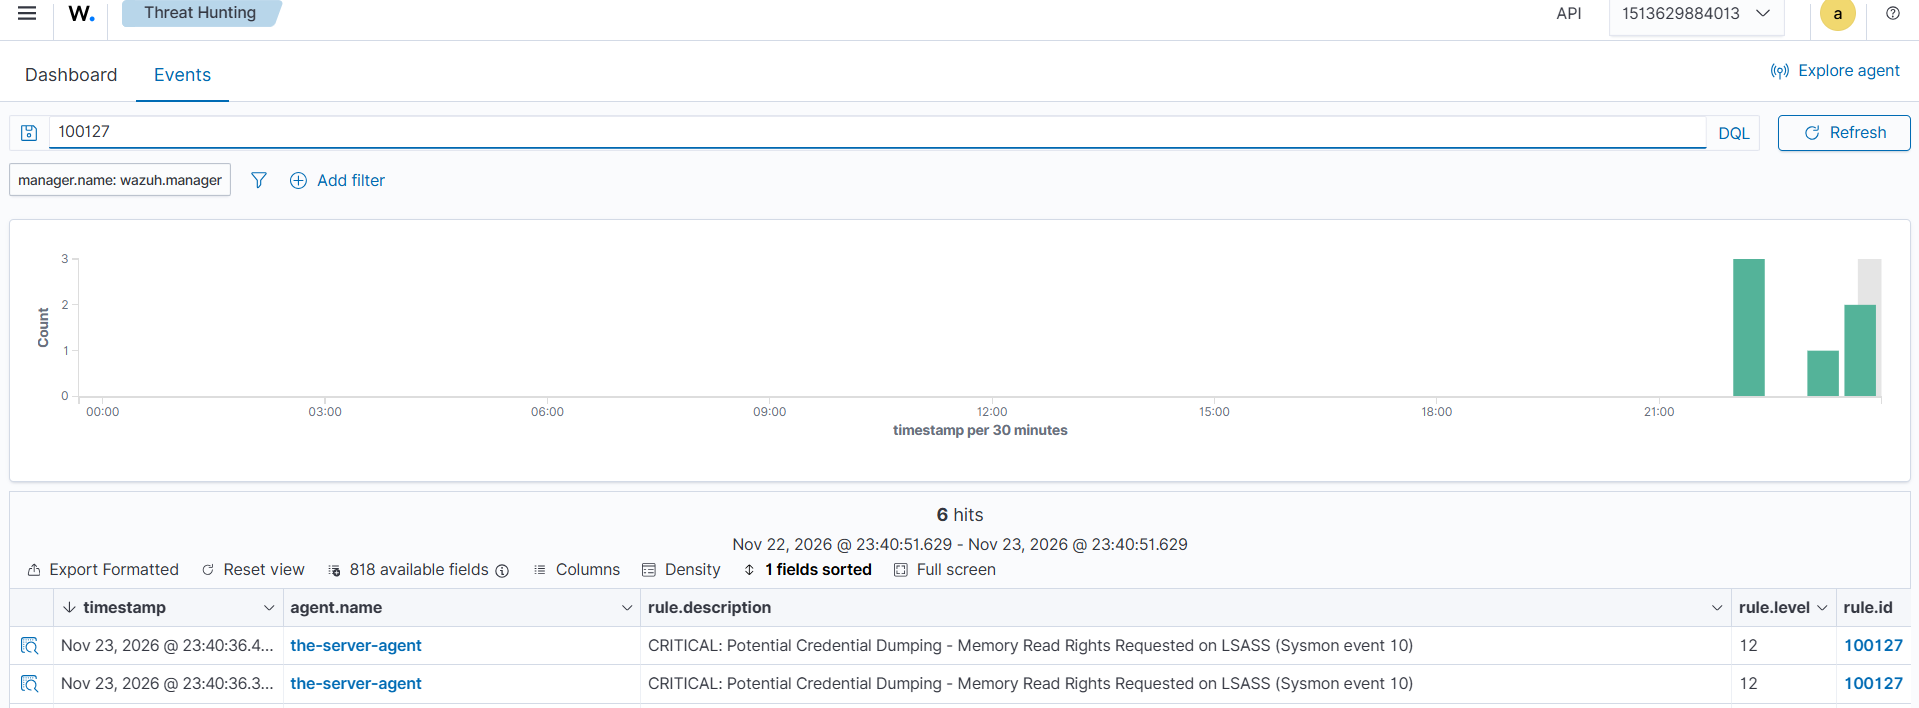 W. Threat Hunting API 1513629884013 a
Dashboard Events Explore agent
100127 DQL Refresh
manager.name: wazuh.manager Add filter
3
2
1
0
Count
00:00 03:00 06:00 09:00 12:00 15:00 18:00 21:00
timestamp per 30 minutes
6 hits
Nov 22, 2026 @ 23:40:51.629 - Nov 23, 2026 @ 23:40:51.629
Export Formatted Reset view 818 available fields Columns Density 1 fields sorted Full screen
timestamp agent.name rule.description rule.level rule.id
Nov 23, 2026 @ 23:40:36.4... the-server-agent CRITICAL: Potential Credential Dumping - Memory Read Rights Requested on LSASS (Sysmon event 10) 12 100127
Nov 23, 2026 @ 23:40:36.3... the-server-agent CRITICAL: Potential Credential Dumping - Memory Read Rights Requested on LSASS (Sysmon event 10) 12 100127